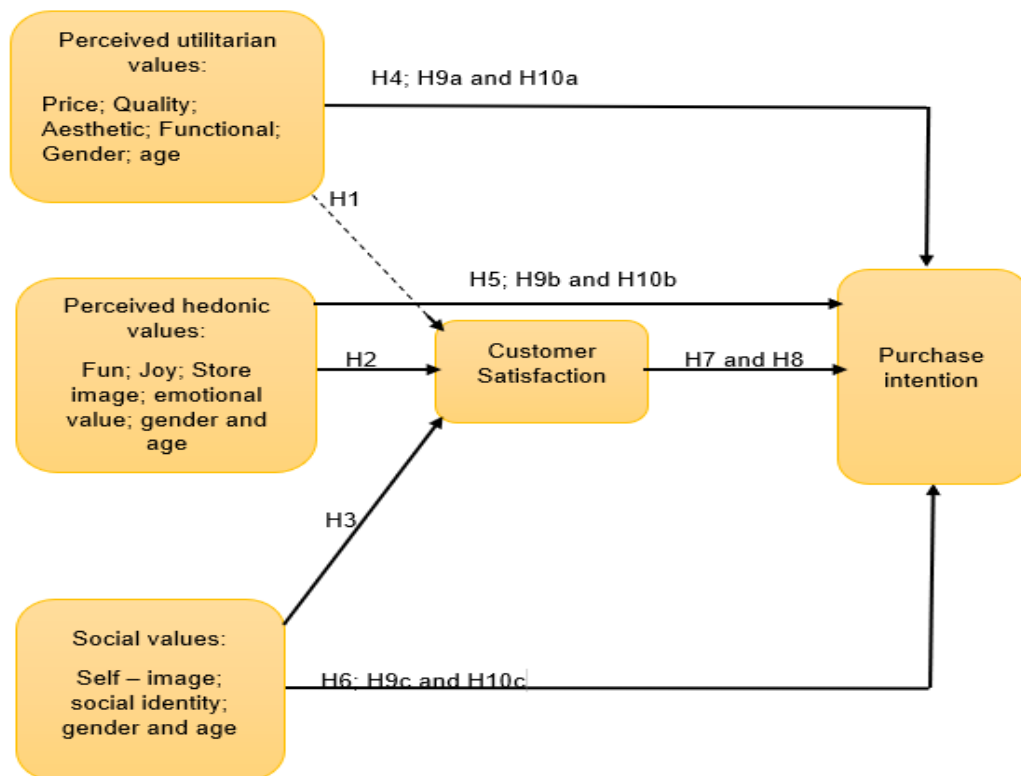 Perceived utilitarian
values:
Price; Quality;
Aesthetic; Functional;
Gender; age
H4; H9a and H10a
H1
H5; H9b and H10b
Perceived hedonic
values:
Fun; Joy; Store
image; emotional
value; gender and
age
H2
Customer
Satisfaction
H7 and H8
Purchase
intention
H3
Social values:
Self – image;
social identity;
gender and age
H6; H9c and H10c